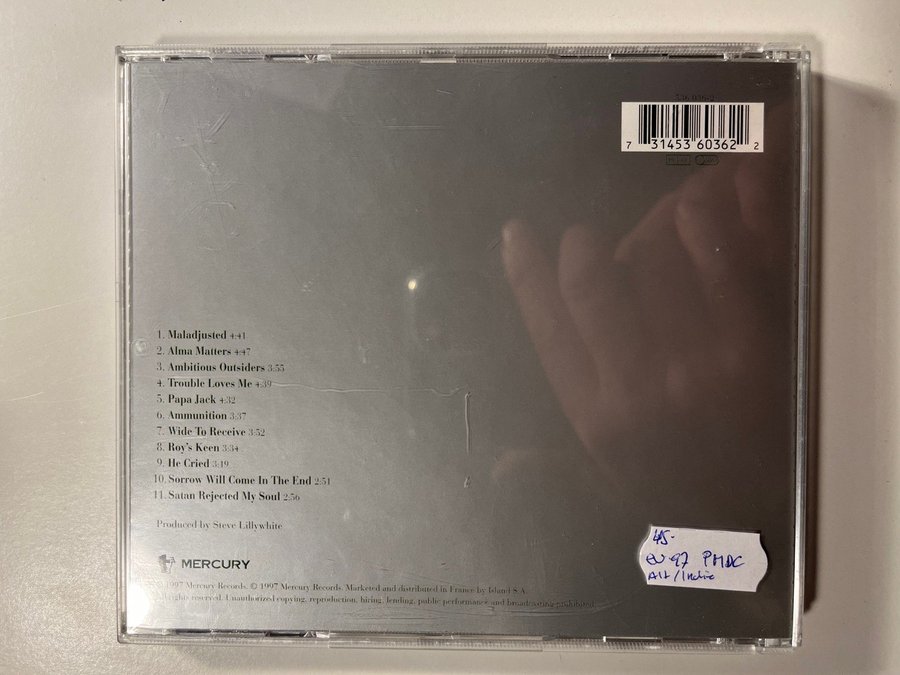 536 036-2
7 31453 60362 2
1. Maladjusted 4:41
2. Alma Matters 4:47
3. Ambitious Outsiders 3:55
4. Trouble Loves Me 4:39
5. Papa Jack 4:32
6. Ammunition 3:37
7. Wide To Receive 3:52
8. Roy's Keen 3:34
9. He Cried 3:19
10. Sorrow Will Come In The End 2:51
11. Satan Rejected My Soul 2:56
Produced by Steve Lillywhite
MERCURY
℗ 1997 Mercury Records. © 1997 Mercury Records. Marketed and distributed in France by Island S.A.
All rights reserved. Unauthorized copying, reproduction, hiring, lending, public performance and broadcasting prohibited.
45-
EU-97 PMDC
Alt/Indie